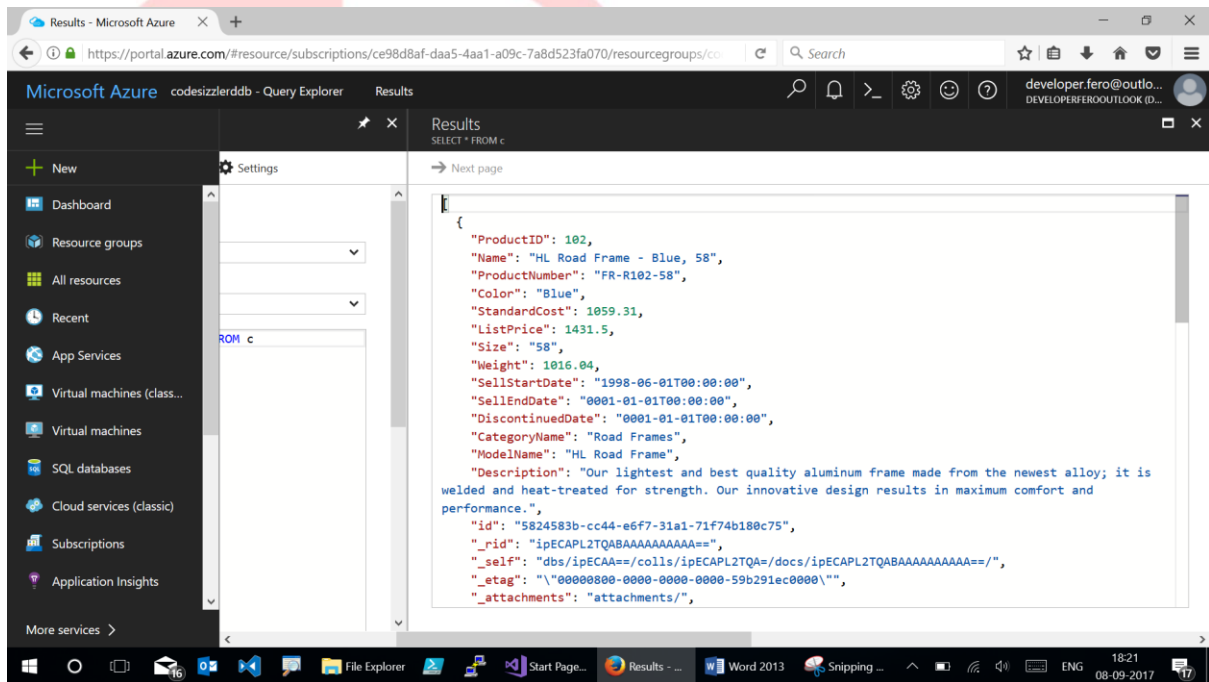 Results - Microsoft Azure
https://portal.azure.com/#resource/subscriptions/ce98d8af-daa5-4aa1-a09c-7a8d523fa070/resourcegroups/co
Search
Microsoft Azure codesizzlerddb - Query Explorer Results
developer.fero@outlo...
DEVELOPERFEROOUTLOOK (D...
Results
SELECT * FROM c
New
Settings
Next page
Dashboard
Resource groups
All resources
Recent
App Services
Virtual machines (class...
Virtual machines
SQL databases
Cloud services (classic)
Subscriptions
Application Insights
More services >
ROM c
[
{
"ProductID": 102,
"Name": "HL Road Frame - Blue, 58",
"ProductNumber": "FR-R102-58",
"Color": "Blue",
"StandardCost": 1059.31,
"ListPrice": 1431.5,
"Size": "58",
"Weight": 1016.04,
"SellStartDate": "1998-06-01T00:00:00",
"SellEndDate": "0001-01-01T00:00:00",
"DiscontinuedDate": "0001-01-01T00:00:00",
"CategoryName": "Road Frames",
"ModelName": "HL Road Frame",
"Description": "Our lightest and best quality aluminum frame made from the newest alloy; it is
welded and heat-treated for strength. Our innovative design results in maximum comfort and
performance.",
"id": "5824583b-cc44-e6f7-31a1-71f74b180c75",
"_rid": "ipECAPL2TQABAAAAAAAAAA==",
"_self": "dbs/ipECAA==/colls/ipECAPL2TQA=/docs/ipECAPL2TQABAAAAAAAAAA==/",
"_etag": "\"00000800-0000-0000-0000-59b291ec0000\"",
"_attachments": "attachments/",
16
File Explorer
Start Page...
Results - ...
Word 2013
Snipping ...
ENG
18:21
08-09-2017
17